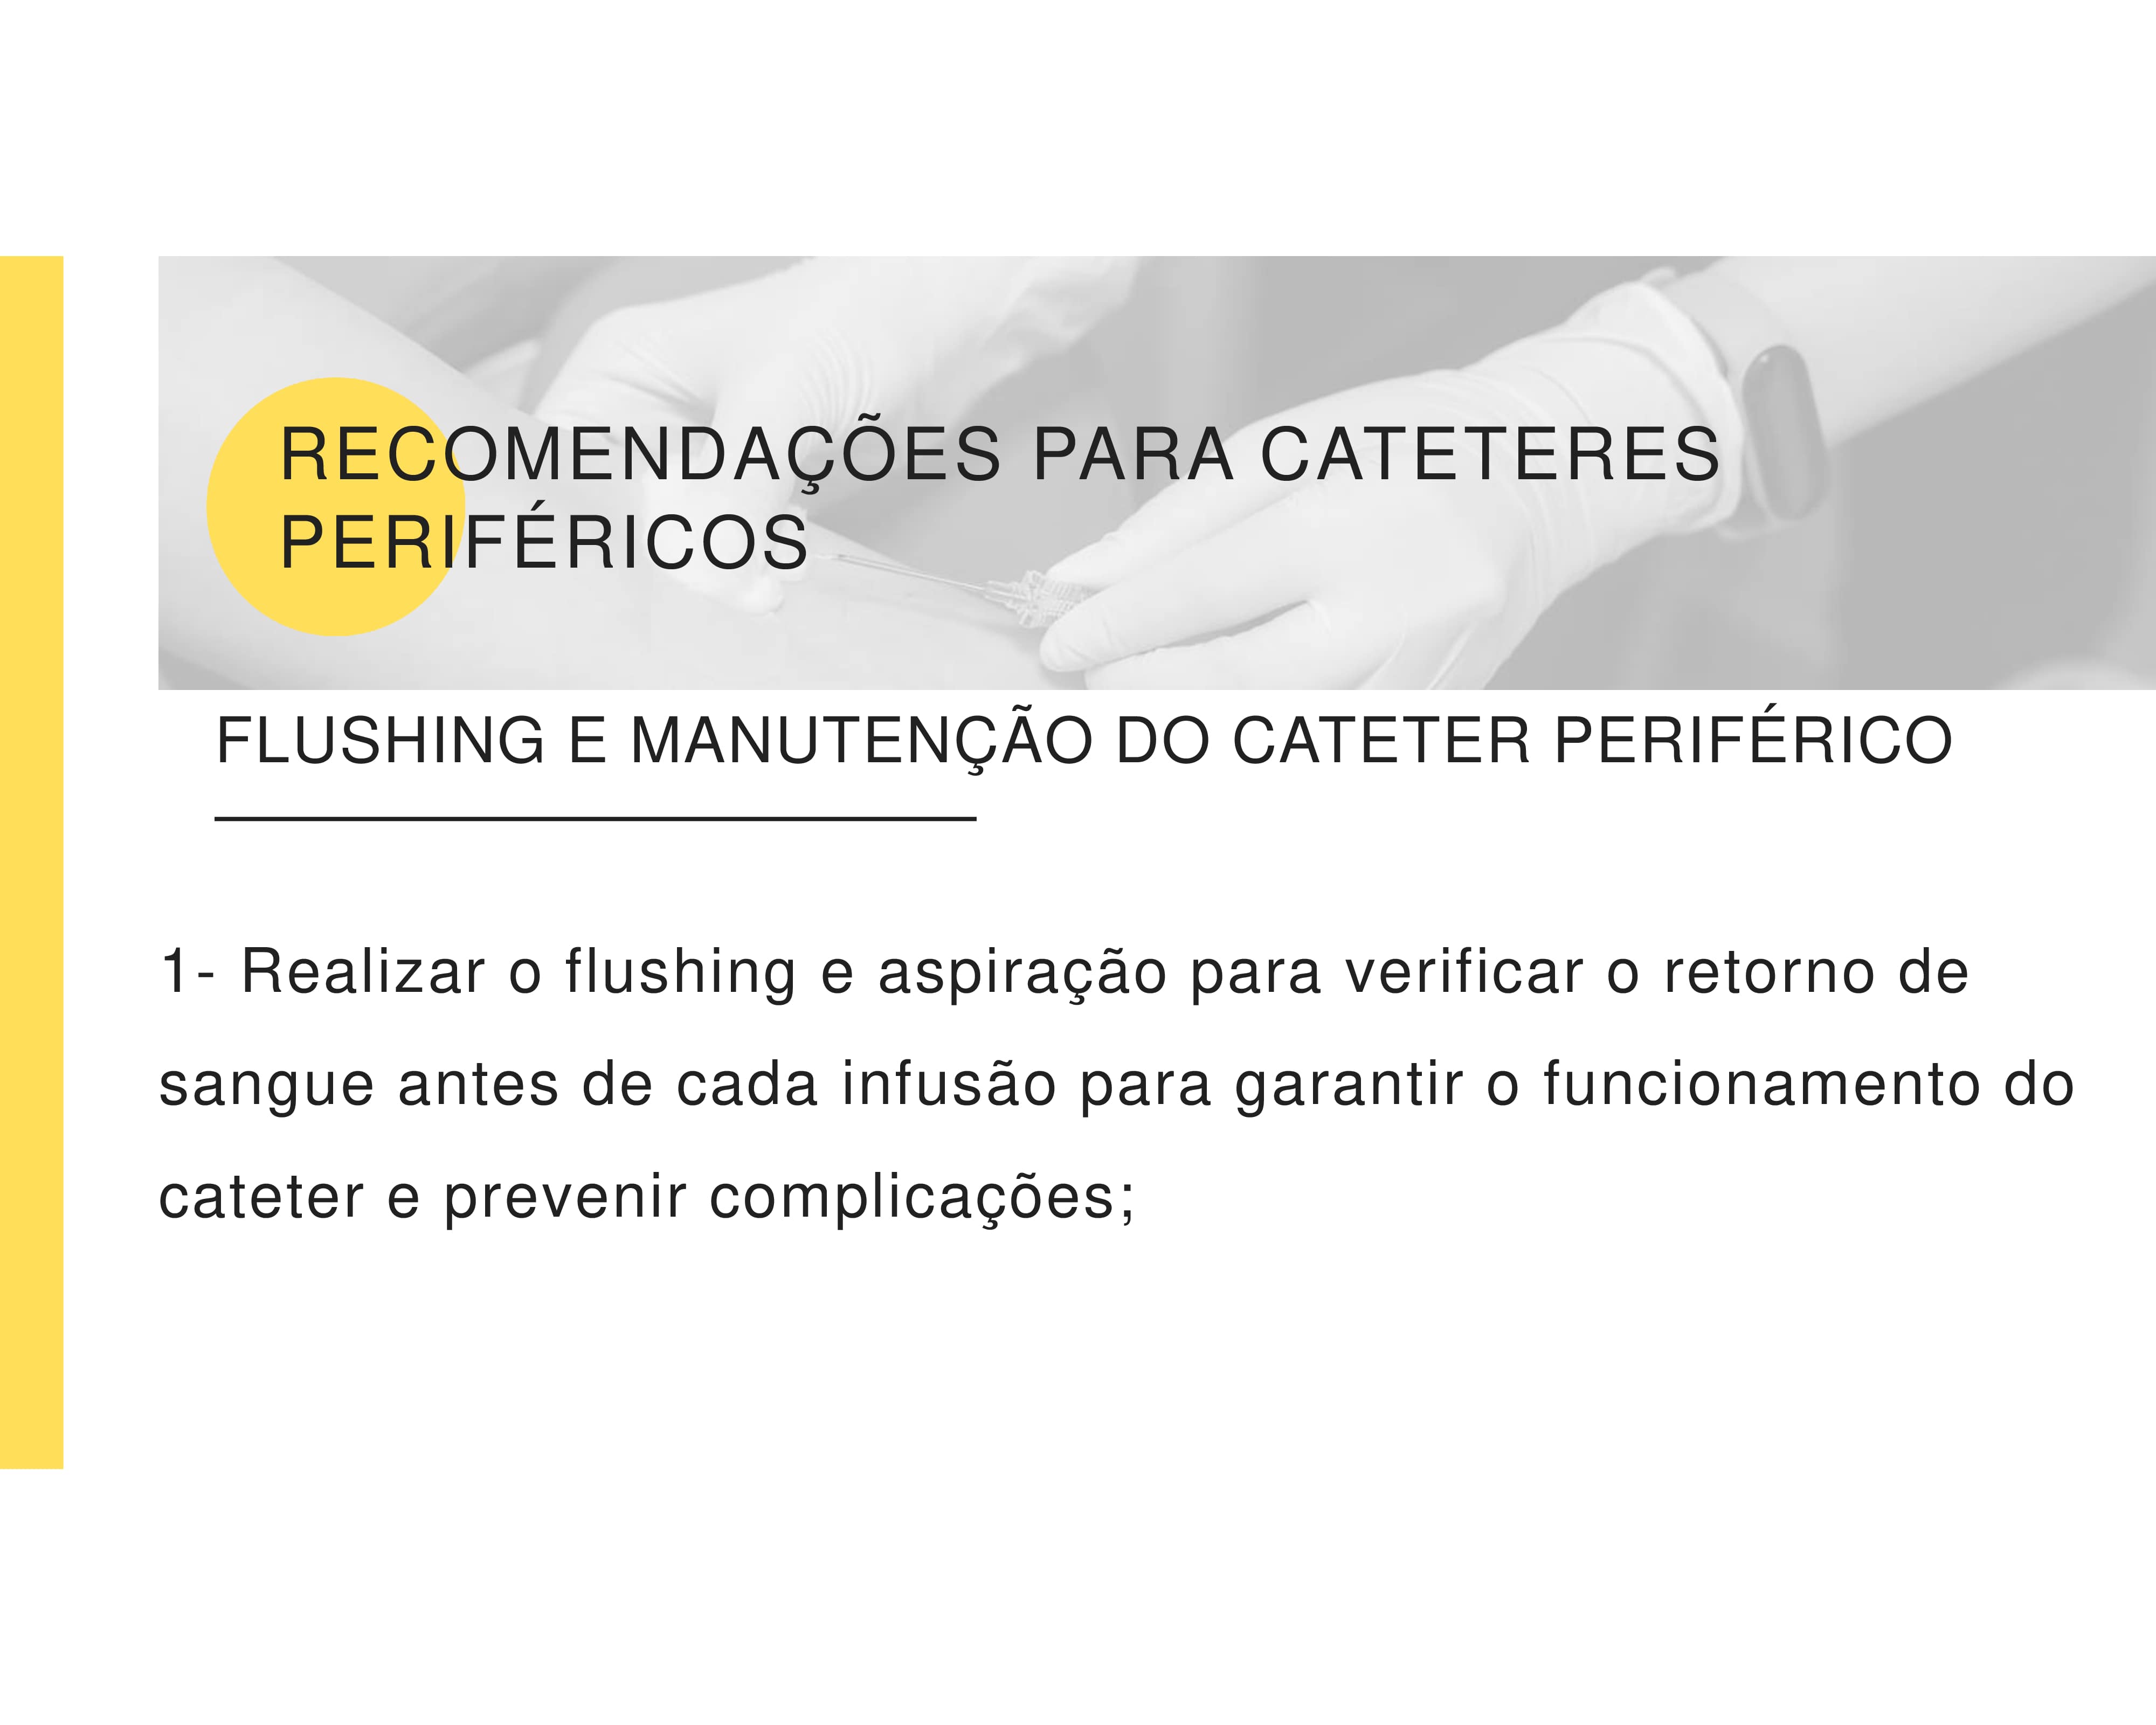 RECOMENDAÇÕES PARA CATETERES
PERIFÉRICOS
FLUSHING E MANUTENÇÃO DO CATETER PERIFÉRICO
1- Realizar o flushing e aspiração para verificar o retorno de
sangue antes de cada infusão para garantir o funcionamento do
cateter e prevenir complicações;